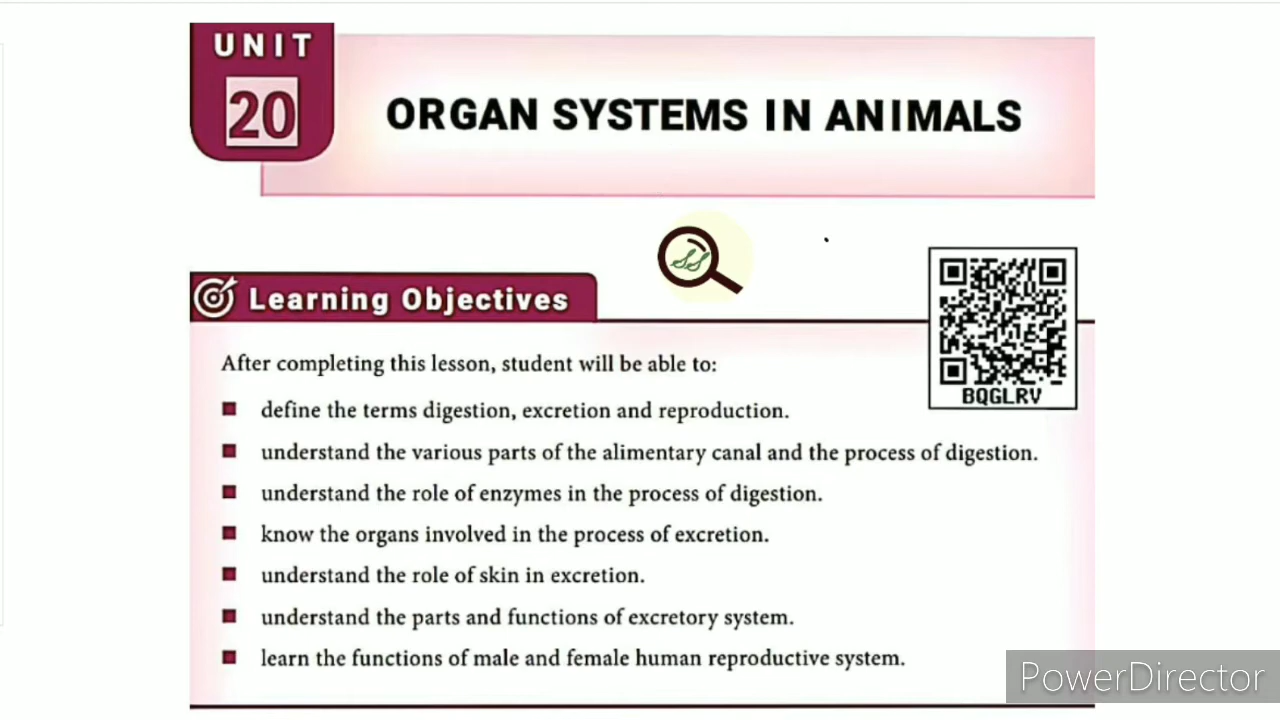 UNIT
20
ORGAN SYSTEMS IN ANIMALS
BQGLRV
Learning Objectives
After completing this lesson, student will be able to:
define the terms digestion, excretion and reproduction.
understand the various parts of the alimentary canal and the process of digestion.
understand the role of enzymes in the process of digestion.
know the organs involved in the process of excretion.
understand the role of skin in excretion.
understand the parts and functions of excretory system.
learn the functions of male and female human reproductive system.
PowerDirector